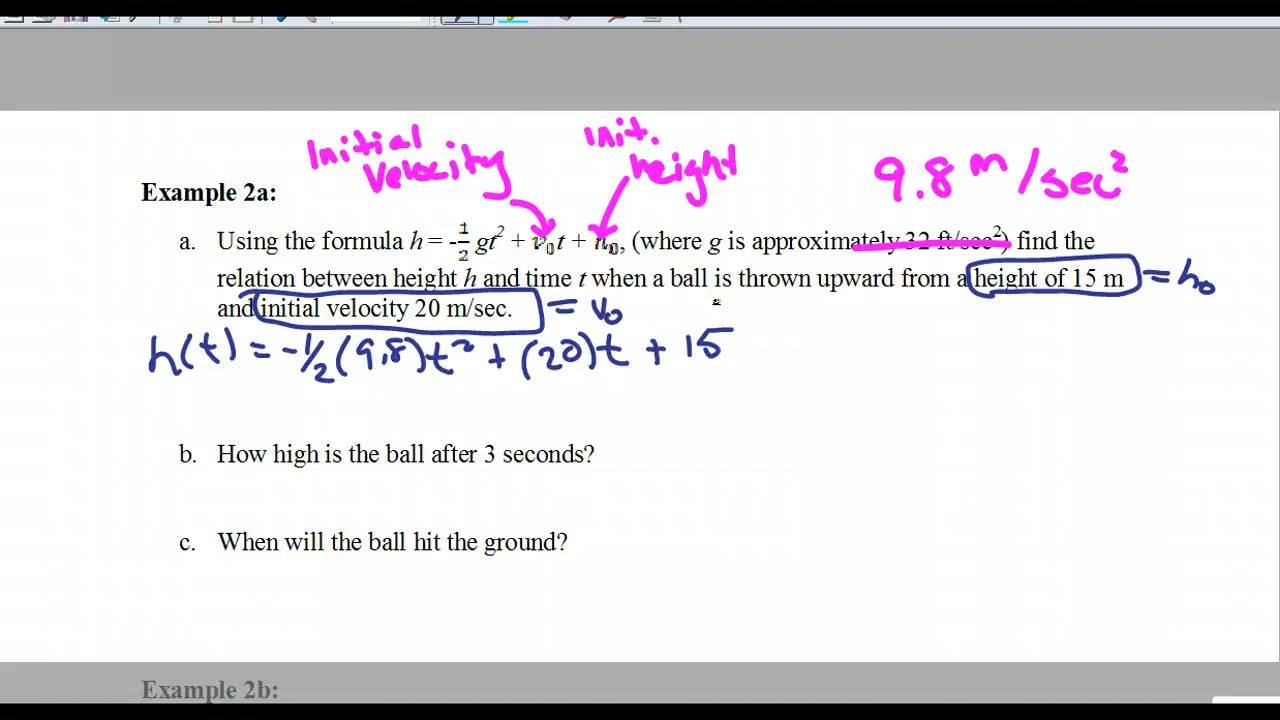 Initial velocity
init. height
9.8 m/sec²
Example 2a:
a. Using the formula h = -½ gt² + v₀t + h₀, (where g is approximately 32 ft/sec²) find the
relation between height h and time t when a ball is thrown upward from a height of 15 m = h₀
and initial velocity 20 m/sec. = v₀
h(t) = -1/2 (9.8)t² + (20)t + 15
b. How high is the ball after 3 seconds?
c. When will the ball hit the ground?
Example 2b: